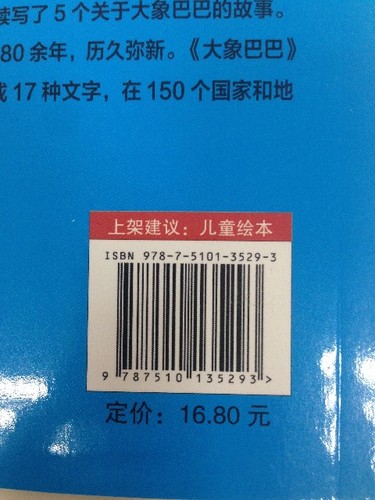 续写了5个关于大象巴巴的故事。
80余年，历久弥新。《大象巴巴》
成17种文字，在150个国家和地
上架建议：儿童绘本
ISBN 978-7-5101-3529-3
9 787510 135293>
定价：16.80 元